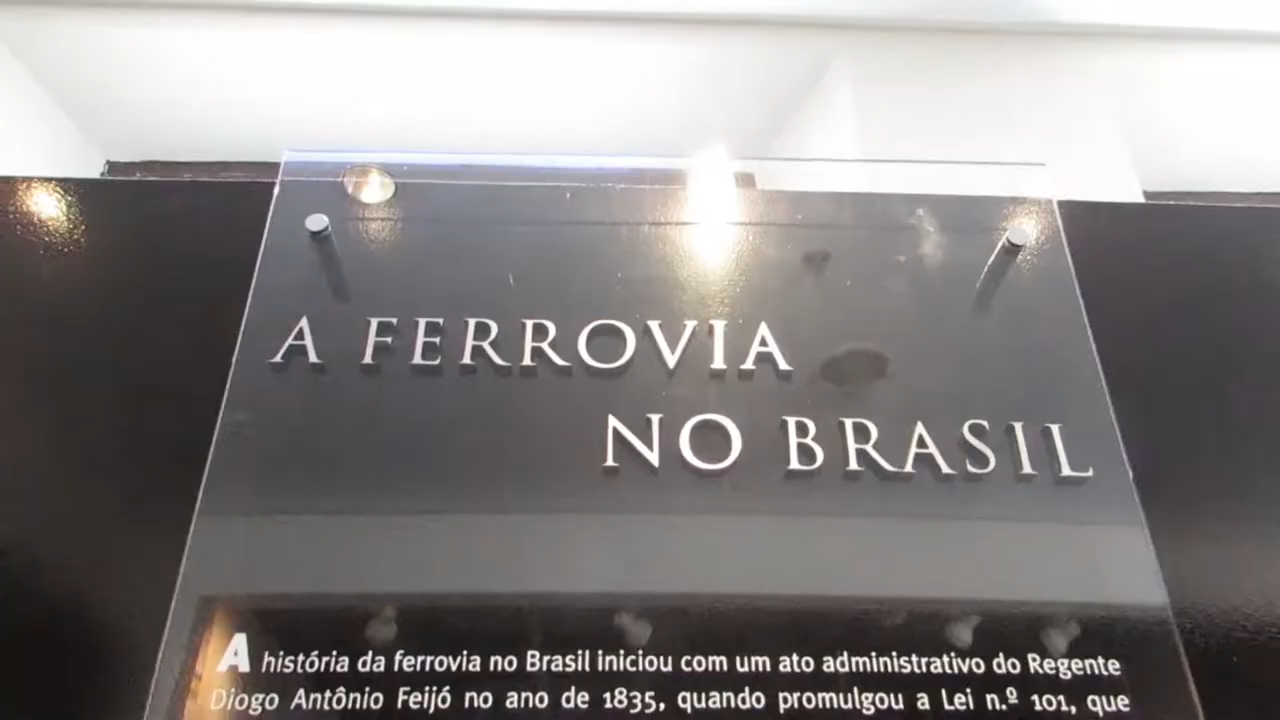 A FERROVIA
NO BRASIL
A história da ferrovia no Brasil iniciou com um ato administrativo do Regente
Diogo Antônio Feijó no ano de 1835, quando promulgou a Lei n.º 101, que